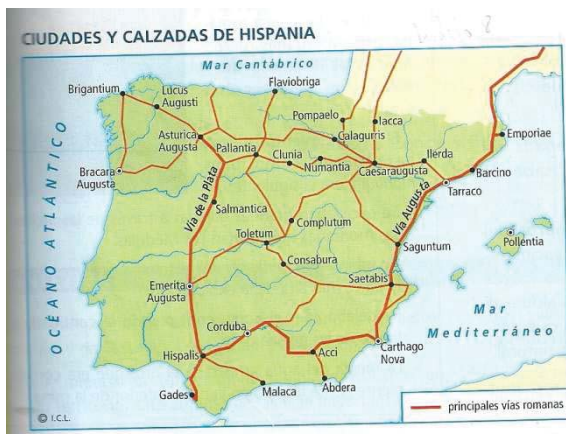 CIUDADES Y CALZADAS DE HISPANIA
Mar Cantábrico
Brigantium
Lucus
Augusti
Flaviobriga
Pompaelo
Iacca
Asturica
Augusta
Pallantia
Calagurris
Emporiae
Clunia
Ilerda
Numantia
Caesaraugusta
Barcino
Bracara
Augusta
Tarraco
OCÉANO ATLÁNTICO
Vía de la Plata
Salmantica
Vía Augusta
Complutum
Toletum
Saguntum
Pollentia
Consabura
Emerita
Augusta
Saetabis
Mar
Mediterráneo
Corduba
Carthago
Nova
Hispalis
Acci
Gades
Malaca
Abdera
principales vías romanas
© I.C.L.